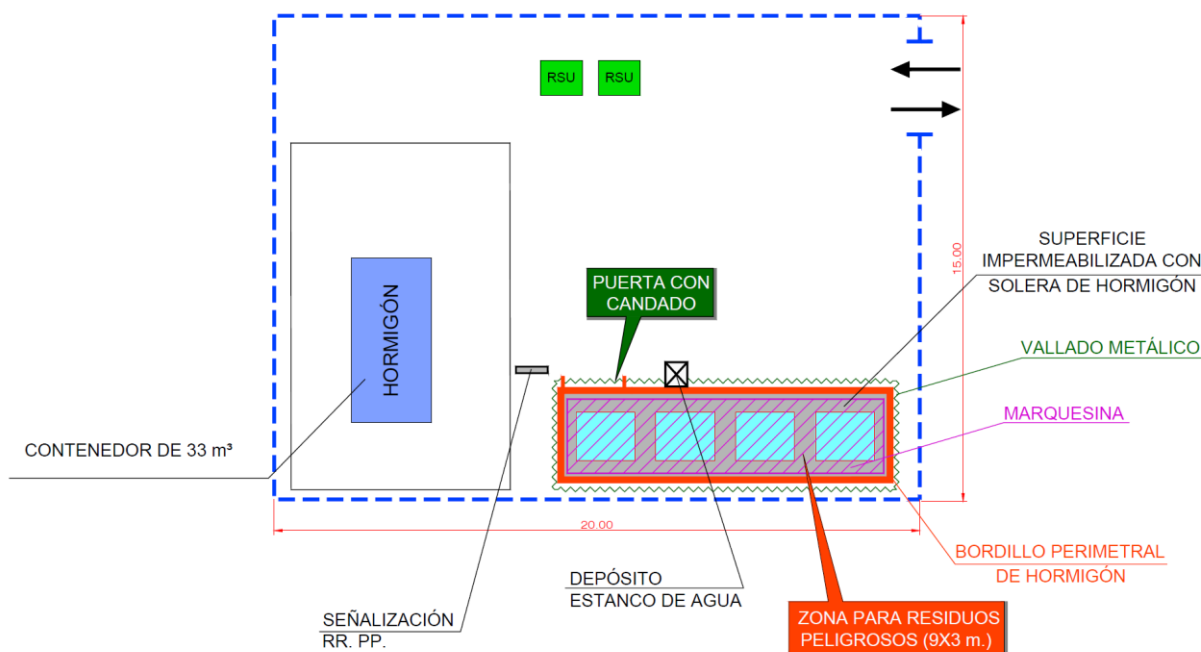 RSU
RSU
SUPERFICIE
IMPERMEABILIZADA CON
SOLERA DE HORMIGÓN
15.00
PUERTA CON
CANDADO
HORMIGÓN
VALLADO METÁLICO
MARQUESINA
CONTENEDOR DE 33 m³
20.00
BORDILLO PERIMETRAL
DE HORMIGÓN
DEPÓSITO
ESTANCO DE AGUA
SEÑALIZACIÓN
RR. PP.
ZONA PARA RESIDUOS
PELIGROSOS (9X3 m.)